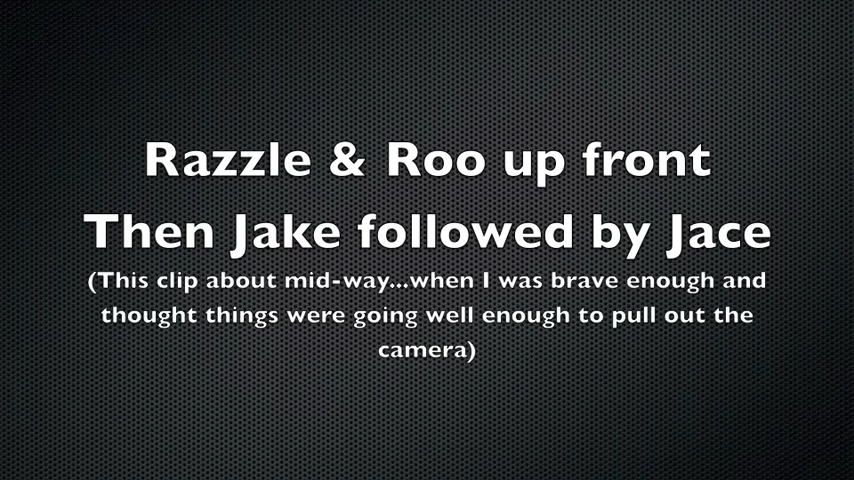 Razzle & Roo up front
Then Jake followed by Jace
(This clip about mid-way...when I was brave enough and
thought things were going well enough to pull out the
camera)